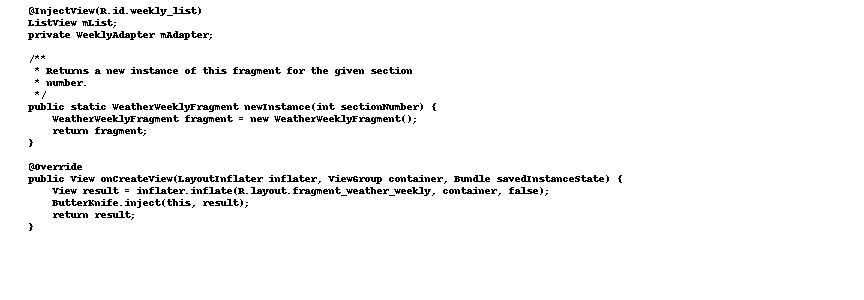 @InjectView(R.id.weekly_list)
ListView mList;
private WeeklyAdapter mAdapter;

/**
 * Returns a new instance of this fragment for the given section
 * number.
 */
public static WeatherWeeklyFragment newInstance(int sectionNumber) {
    WeatherWeeklyFragment fragment = new WeatherWeeklyFragment();
    return fragment;
}

@Override
public View onCreateView(LayoutInflater inflater, ViewGroup container, Bundle savedInstanceState) {
    View result = inflater.inflate(R.layout.fragment_weather_weekly, container, false);
    ButterKnife.inject(this, result);
    return result;
}